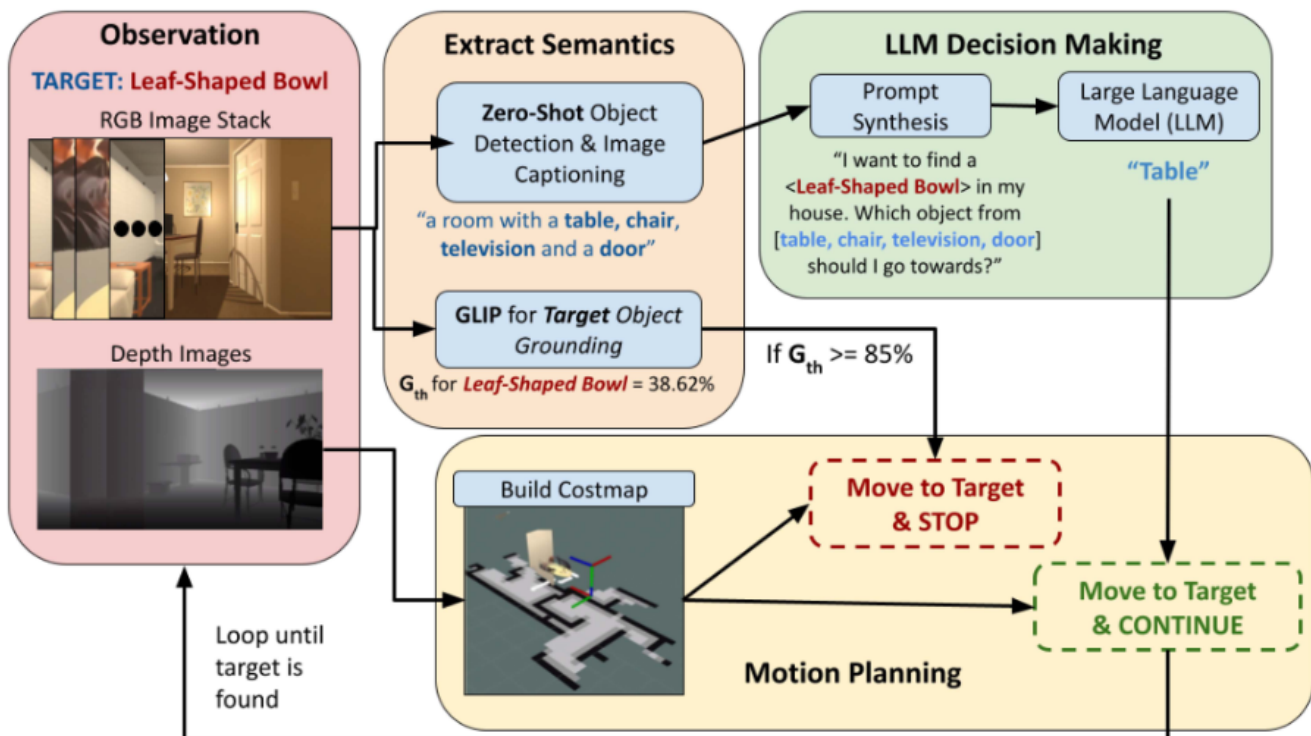 Observation
TARGET: Leaf-Shaped Bowl
RGB Image Stack
Depth Images
Loop until
target is
found
Extract Semantics
Zero-Shot Object
Detection & Image
Captioning
“a room with a table, chair,
television and a door”
GLIP for Target Object
Grounding
Gth for Leaf-Shaped Bowl = 38.62%
LLM Decision Making
Prompt
Synthesis
Large Language
Model (LLM)
“I want to find a
<Leaf-Shaped Bowl> in my
house. Which object from
[table, chair, television, door]
should I go towards?”
“Table”
If Gth >= 85%
Build Costmap
Move to Target
& STOP
Move to Target
& CONTINUE
Motion Planning